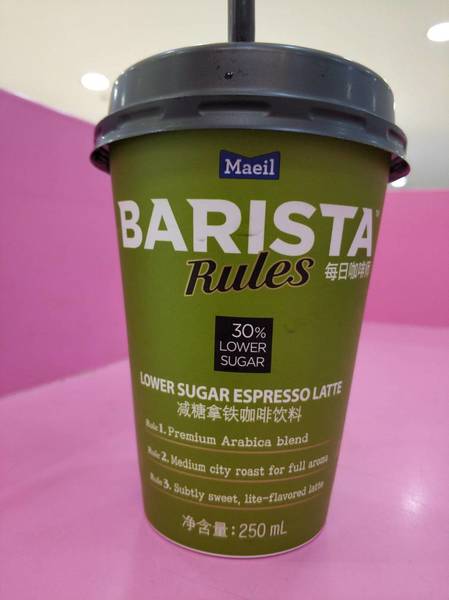 Maeil
BARISTA™
Rules 每日咖啡师
30%
LOWER
SUGAR
LOWER SUGAR ESPRESSO LATTE
减糖拿铁咖啡饮料
Rule 1. Premium Arabica blend
Rule 2. Medium city roast for full aroma
Rule 3. Subtly sweet, lite-flavored latte
净含量:250 mL